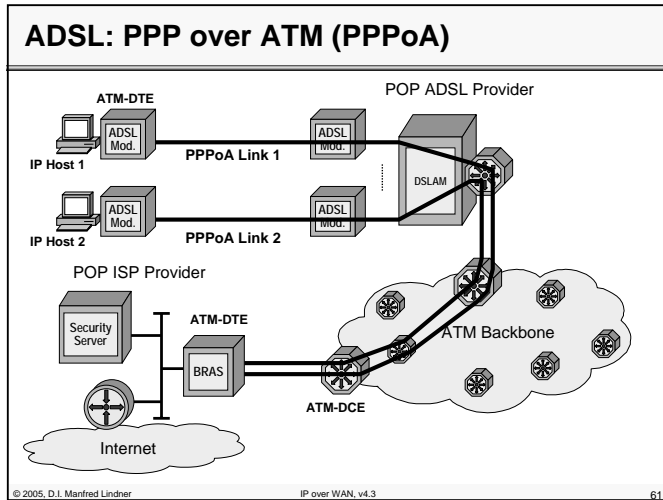 ADSL: PPP over ATM (PPPoA)
POP ADSL Provider
ATM-DTE
ADSL
Mod.
ADSL
Mod.
IP Host 1
PPPoA Link 1
DSLAM
ADSL
Mod.
ADSL
Mod.
IP Host 2
PPPoA Link 2
POP ISP Provider
Security
Server
ATM-DTE
BRAS
ATM Backbone
ATM-DCE
Internet
© 2005, D.I. Manfred Lindner
IP over WAN, v4.3
61